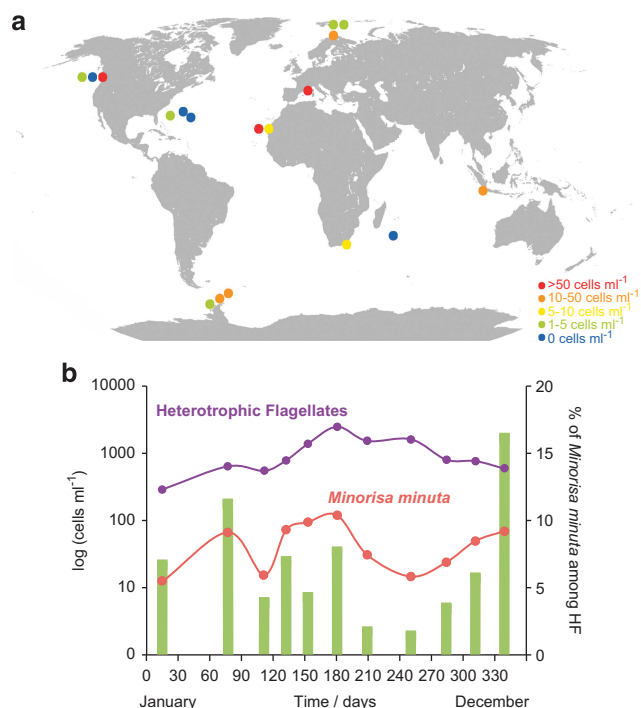 a
>50 cells ml⁻¹
10-50 cells ml⁻¹
5-10 cells ml⁻¹
1-5 cells ml⁻¹
0 cells ml⁻¹
b
10000
1000
100
10
0
log (cells ml⁻¹)
Heterotrophic Flagellates
Minorisa minuta
20
15
10
5
0
% of Minorisa minuta among HF
0 30 60 90 120 150 180 210 240 270 300 330
January Time / days December